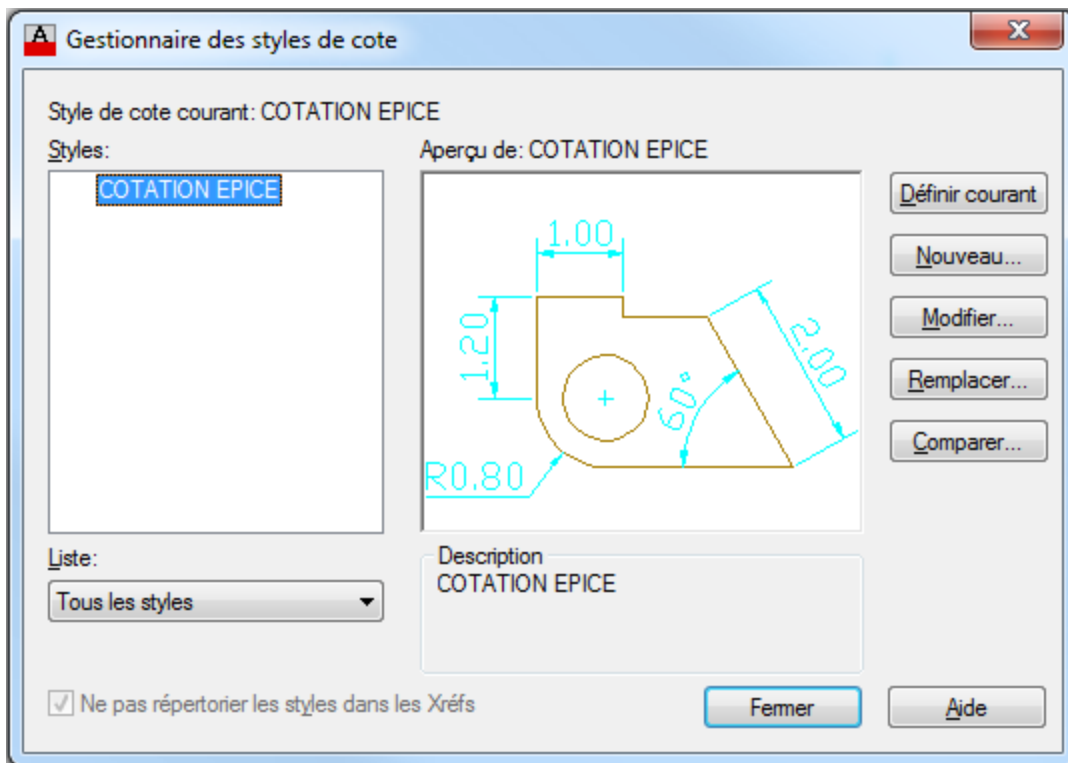 Gestionnaire des styles de cote
Style de cote courant: COTATION EPICE
Styles:
COTATION EPICE
Aperçu de: COTATION EPICE
1.00
1.20
2.00
60°
R0.80
Définir courant
Nouveau...
Modifier...
Remplacer...
Comparer...
Liste:
Tous les styles
Description
COTATION EPICE
Ne pas répertorier les styles dans les Xréfs
Fermer
Aide